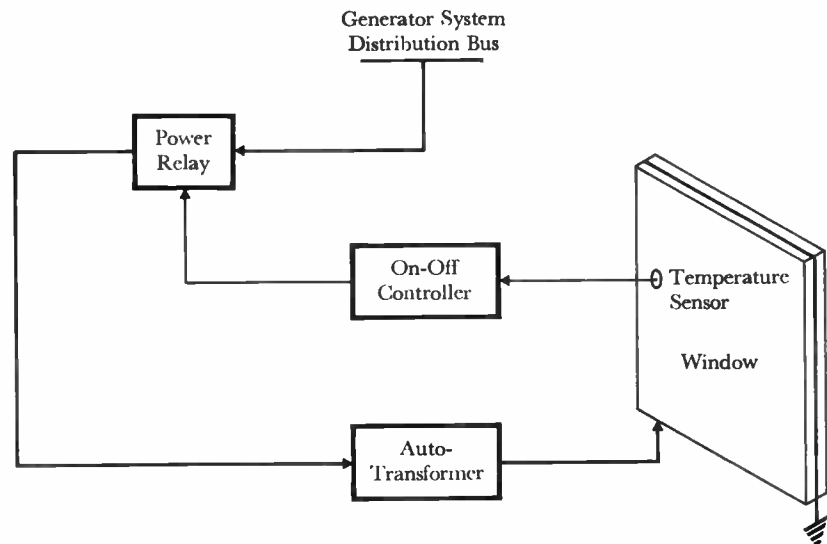 Generator System
Distribution Bus
Power
Relay
On-Off
Controller
Temperature
Sensor
Window
Auto-
Transformer